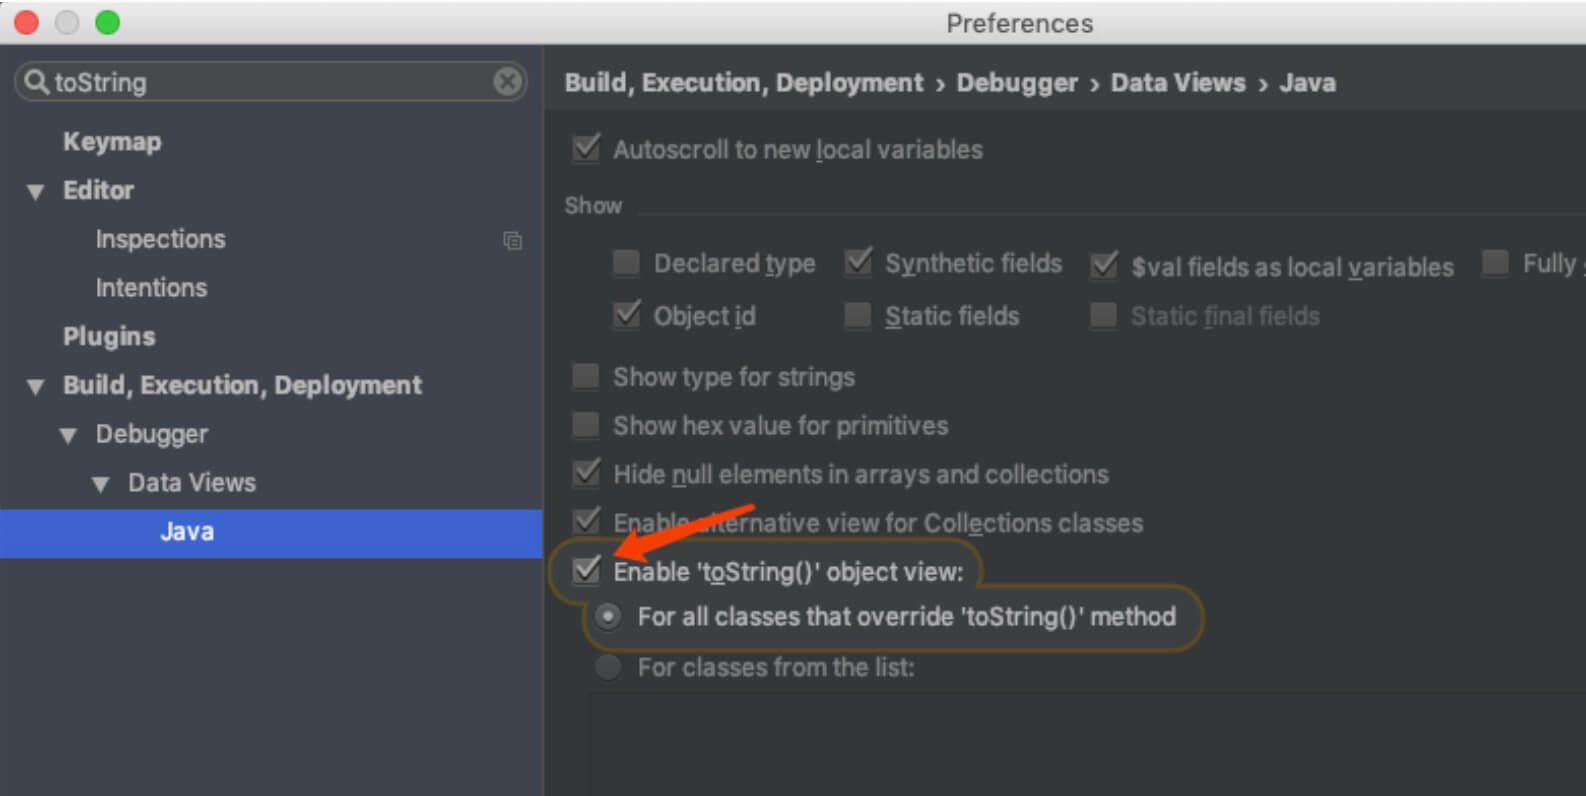 Preferences
toString
Keymap
Editor
Inspections
Intentions
Plugins
Build, Execution, Deployment
Debugger
Data Views
Java
Build, Execution, Deployment › Debugger › Data Views › Java
Autoscroll to new local variables
Show
Declared type Synthetic fields $val fields as local variables Fully
Object id Static fields Static final fields
Show type for strings
Show hex value for primitives
Hide null elements in arrays and collections
Enable alternative view for Collections classes
Enable 'toString()' object view:
For all classes that override 'toString()' method
For classes from the list: